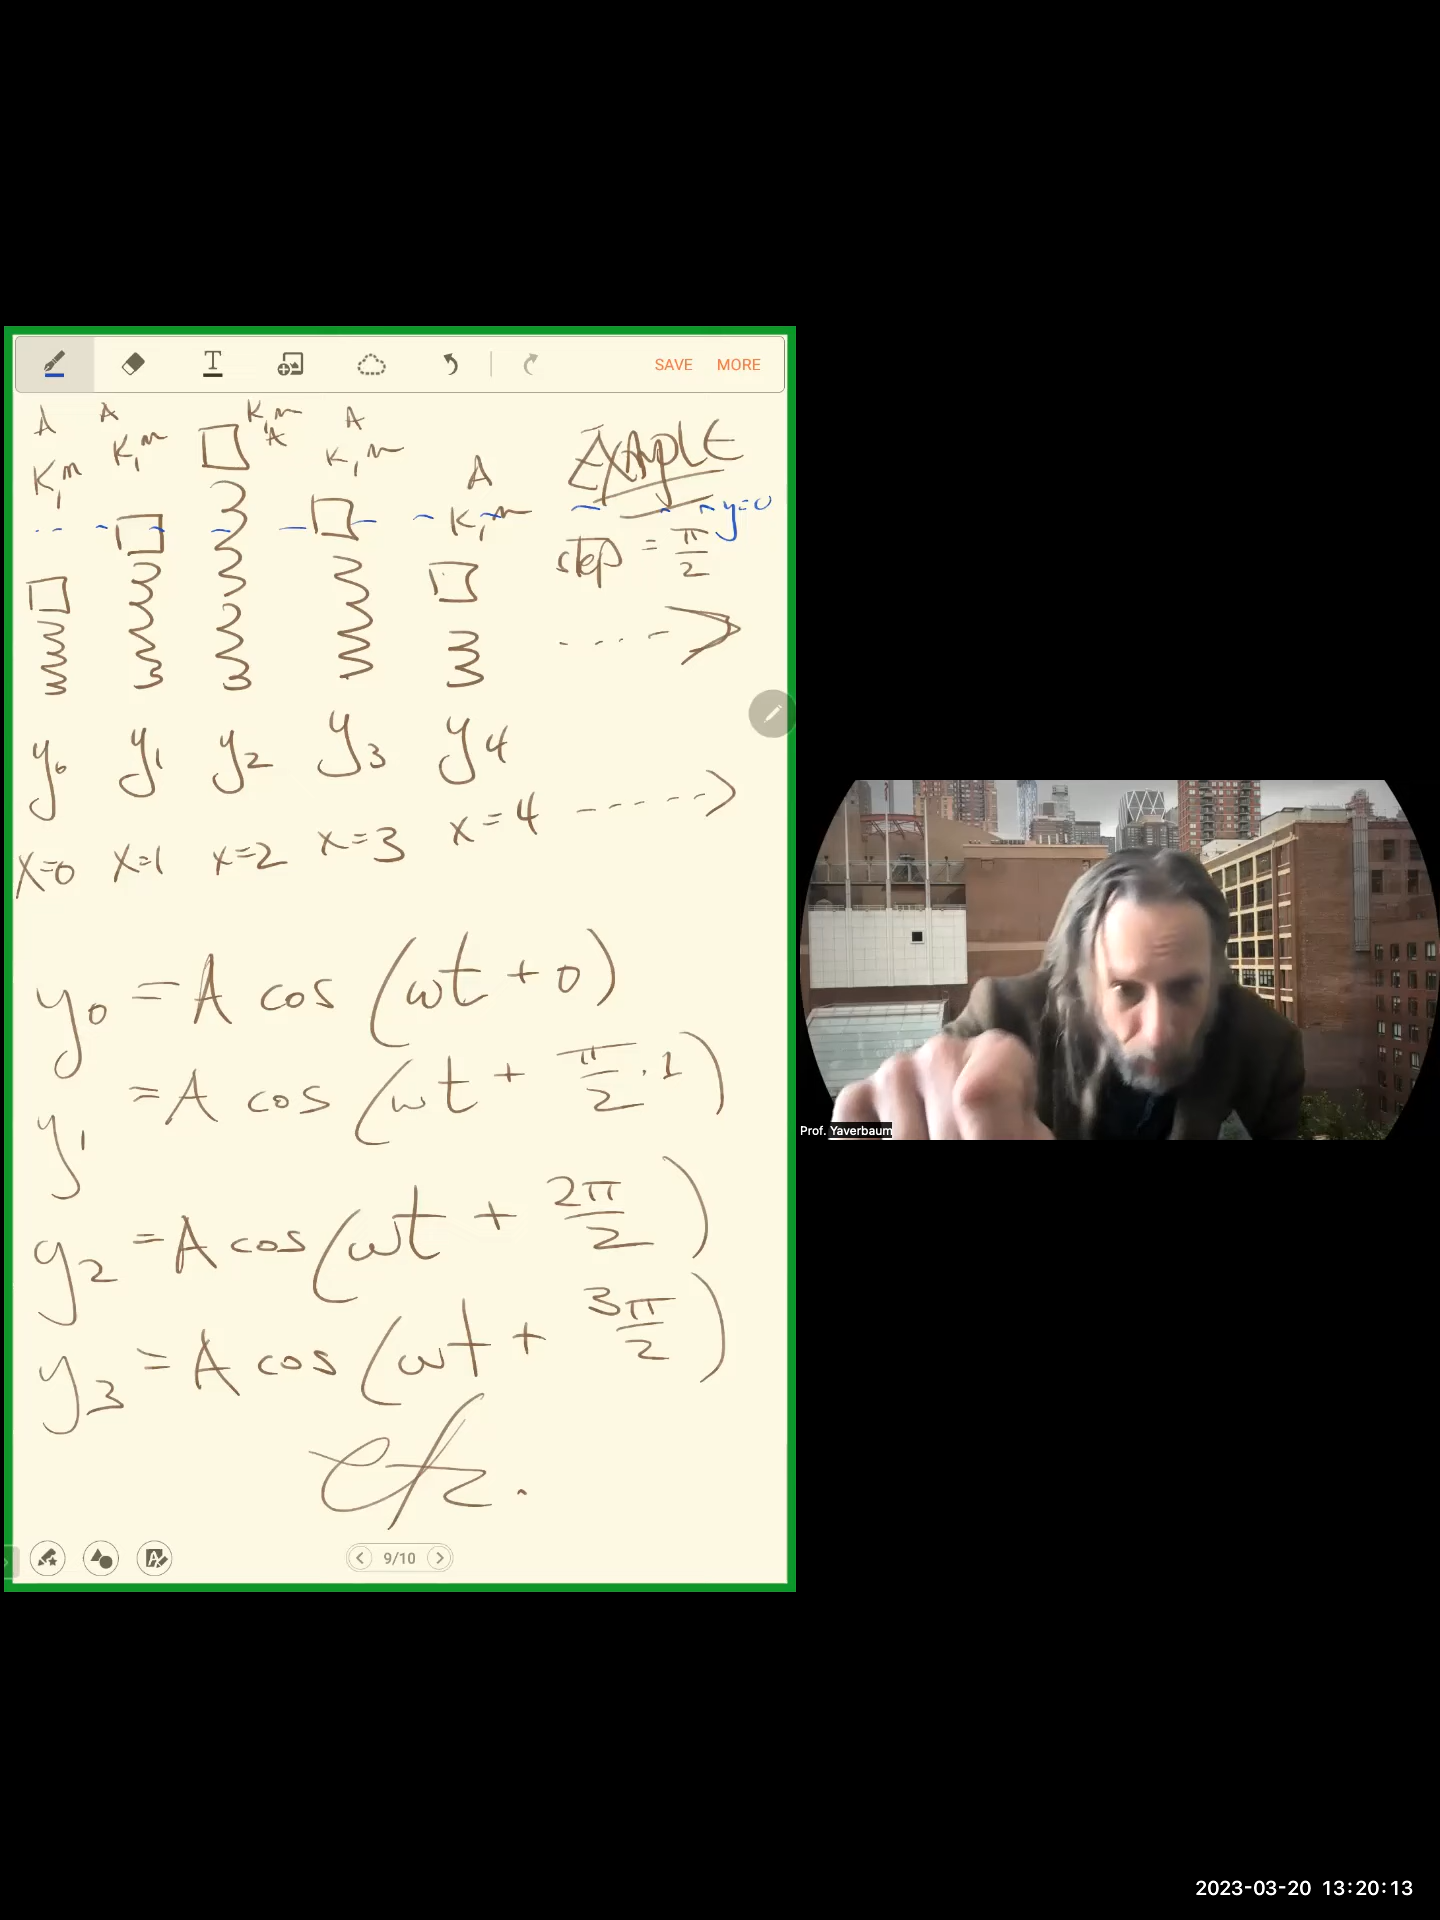 T
SAVE MORE
A A K,m A
K,m K,m A K,m A
K,m
EXAPLE
y=0
step = π/2
y₀ y₁ y₂ y₃ y₄
x=0 x=1 x=2 x=3 x=4
y₀ = A cos (ωt + 0)
y₁ = A cos (ωt + π/2 · 1)
y₂ = A cos (ωt + 2π/2)
y₃ = A cos (ωt + 3π/2)
etc.
9/10
Prof. Yaverbaum
2023-03-20 13:20:13